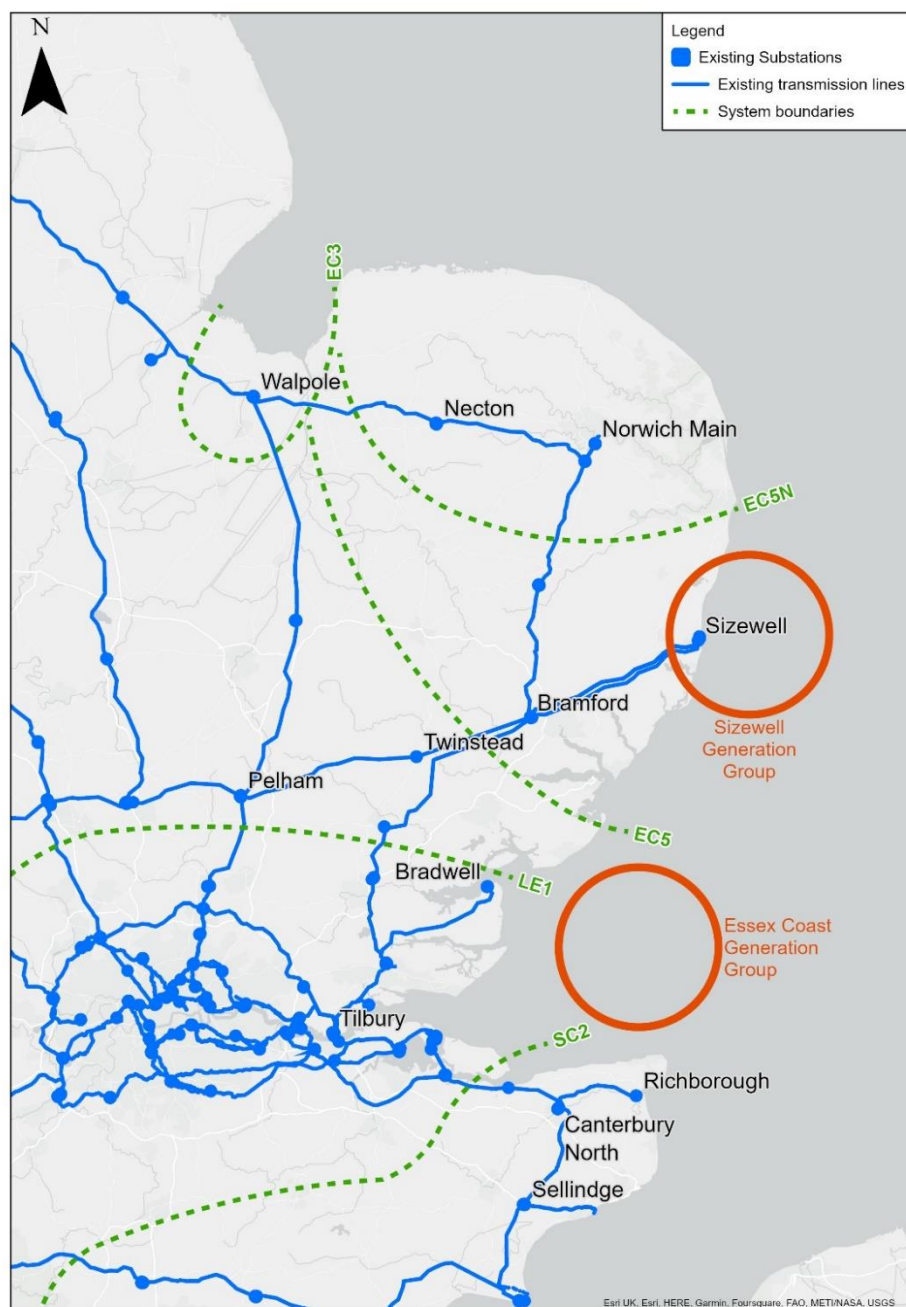 N
Legend
Existing Substations
Existing transmission lines
System boundaries
EC3
Walpole
Necton
Norwich Main
EC5N
Sizewell
Sizewell
Generation
Group
Bramford
Twinstead
Pelham
EC5
LE1
Bradwell
Essex Coast
Generation
Group
Tilbury
SC2
Richborough
Canterbury
North
Sellindge
Esri UK, Esri, HERE, Garmin, Foursquare, FAO, METI/NASA, USGS